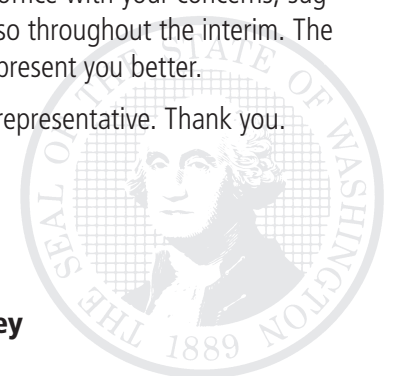 office with your concerns, sug
so throughout the interim. The
present you better.
representative. Thank you.
ey
THE SEAL OF THE STATE OF WASHINGTON
1889